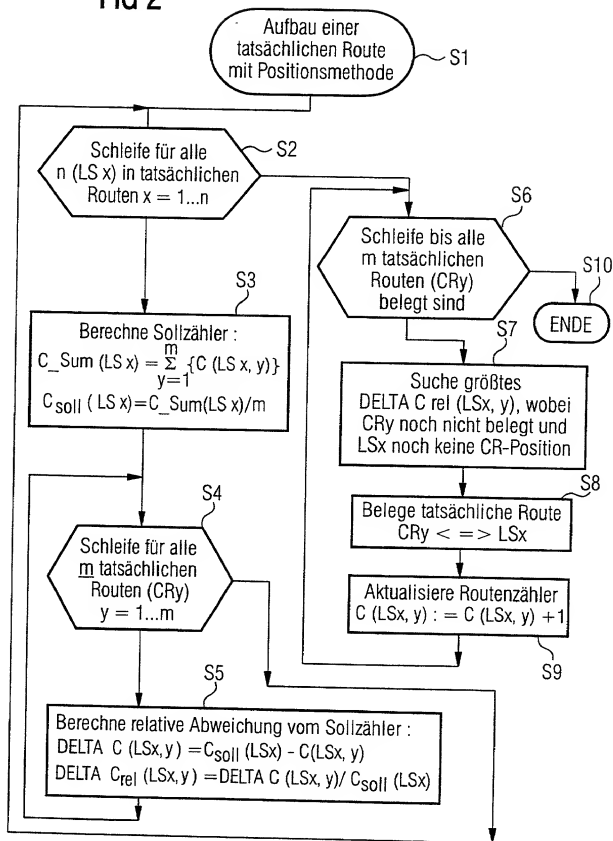 Fig 2
Aufbau einer
tatsächlichen Route
mit Positionsmethode
S1
Schleife für alle
n (LS x) in tatsächlichen
Routen x = 1...n
S2
S3
Berechne Sollzähler :
C_Sum (LS x) = Σ {C (LS x, y)}
m
y=1
Csoll (LS x)=C_Sum(LS x)/m
S4
Schleife für alle
m tatsächlichen
Routen (CRy)
y = 1...m
S5
Berechne relative Abweichung vom Sollzähler :
DELTA C (LSx, y) =Csoll (LSx) - C(LSx, y)
DELTA Crel (LSx, y) =DELTA C (LSx, y)/ Csoll (LSx)
S6
Schleife bis alle
m tatsächlichen
Routen (CRy)
belegt sind
S10
ENDE
S7
Suche größtes
DELTA C rel (LSx, y), wobei
CRy noch nicht belegt und
LSx noch keine CR-Position
S8
Belege tatsächliche Route
CRy < = > LSx
Aktualisiere Routenzähler
C (LSx, y) : = C (LSx, y) +1
S9